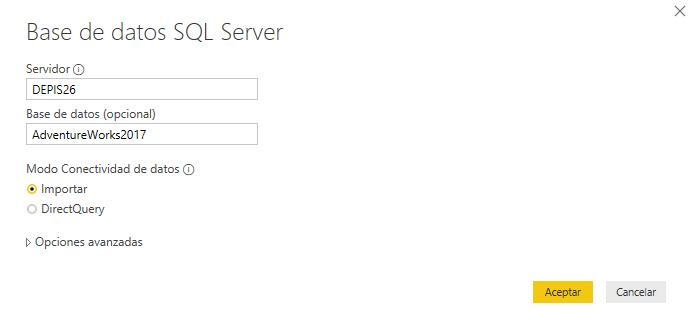 Base de datos SQL Server
Servidor
DEPIS26
Base de datos (opcional)
AdventureWorks2017
Modo Conectividad de datos
Importar
DirectQuery
Opciones avanzadas
Aceptar Cancelar